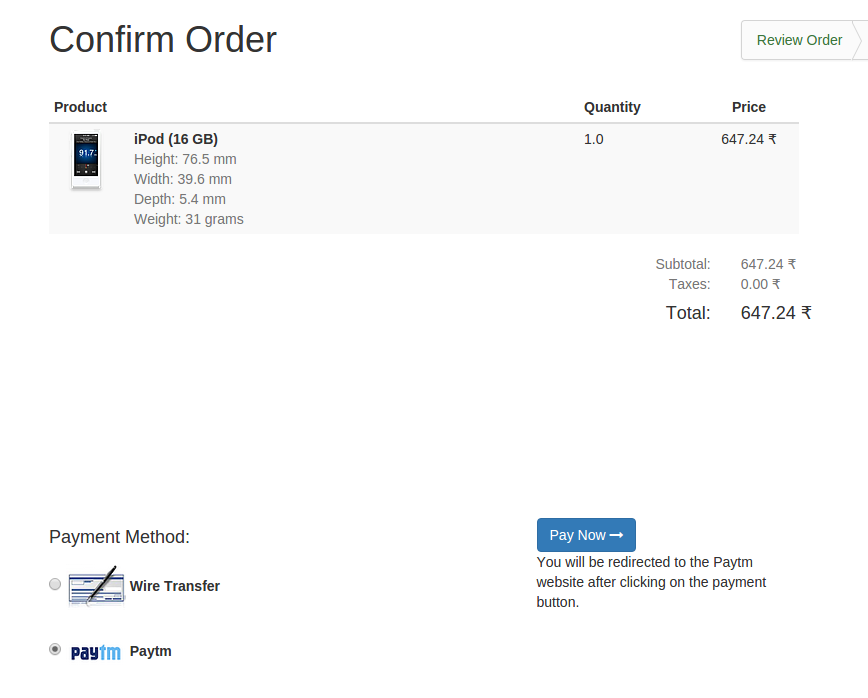 Confirm Order
Review Order
Product Quantity Price
iPod (16 GB) 1.0 647.24 ₹
Height: 76.5 mm
Width: 39.6 mm
Depth: 5.4 mm
Weight: 31 grams
91.7
Subtotal: 647.24 ₹
Taxes: 0.00 ₹
Total: 647.24 ₹
Payment Method:
Pay Now →
You will be redirected to the Paytm
website after clicking on the payment
button.
Wire Transfer
paytm Paytm